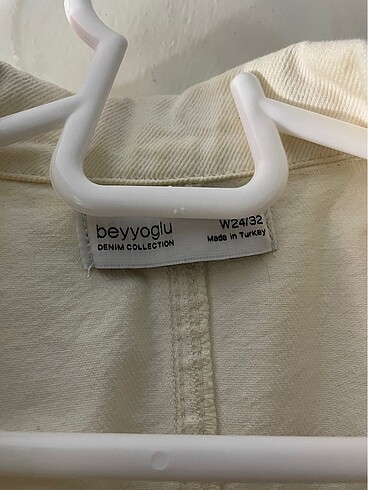 beyyoglu
DENIM COLLECTION
W24/32
Made in Turkey